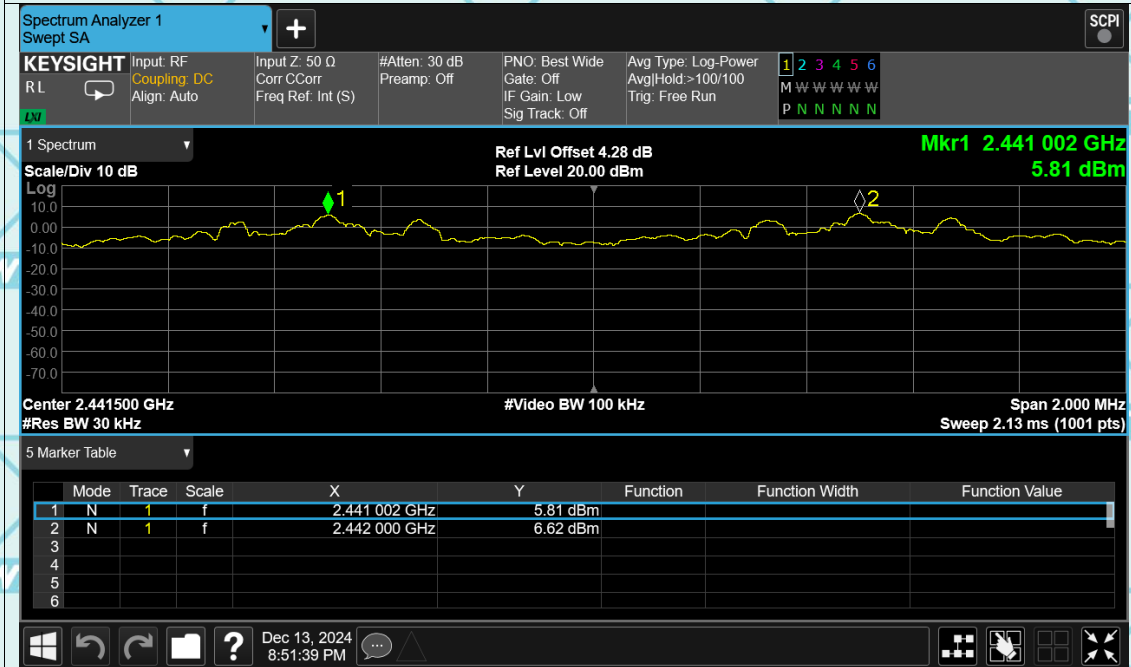 Spectrum Analyzer 1
Swept SA
+
SCPI
KEYSIGHT
R L
LXI
Input: RF
Coupling: DC
Align: Auto
Input Z: 50 Ω
Corr CCorr
Freq Ref: Int (S)
#Atten: 30 dB
Preamp: Off
PNO: Best Wide
Gate: Off
IF Gain: Low
Sig Track: Off
Avg Type: Log-Power
Avg|Hold:>100/100
Trig: Free Run
1 2 3 4 5 6
M W W W W W
P N N N N N
1 Spectrum
Scale/Div 10 dB
Ref Lvl Offset 4.28 dB
Ref Level 20.00 dBm
Mkr1 2.441 002 GHz
5.81 dBm
Log
1
2
10.0
0.00
-10.0
-20.0
-30.0
-40.0
-50.0
-60.0
-70.0
Center 2.441500 GHz
#Video BW 100 kHz
Span 2.000 MHz
#Res BW 30 kHz
Sweep 2.13 ms (1001 pts)
5 Marker Table
Mode Trace Scale X Y Function Function Width Function Value
1 N 1 f 2.441 002 GHz 5.81 dBm
2 N 1 f 2.442 000 GHz 6.62 dBm
3
4
5
6
?
Dec 13, 2024
8:51:39 PM